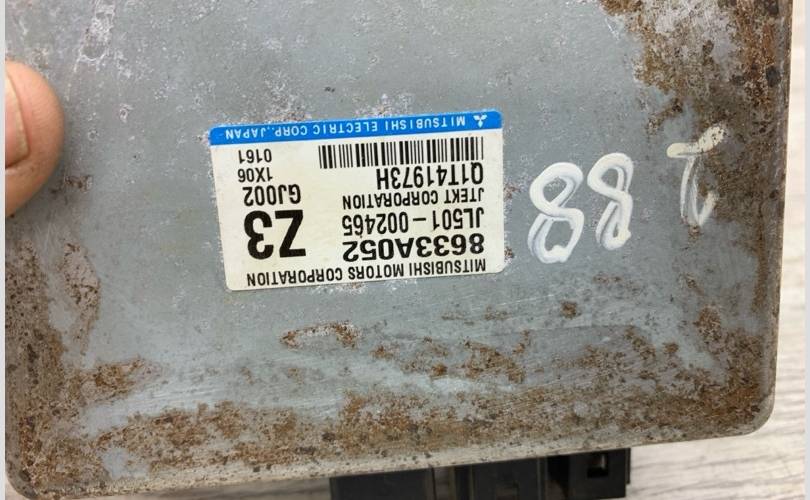 MITSUBISHI MOTORS CORPORATION
8633A052
JL501-002465
JTEKT CORPORATION
Z3
GJ002
Q1T41973H
1X06
0161
MITSUBISHI ELECTRIC CORP. JAPAN
88